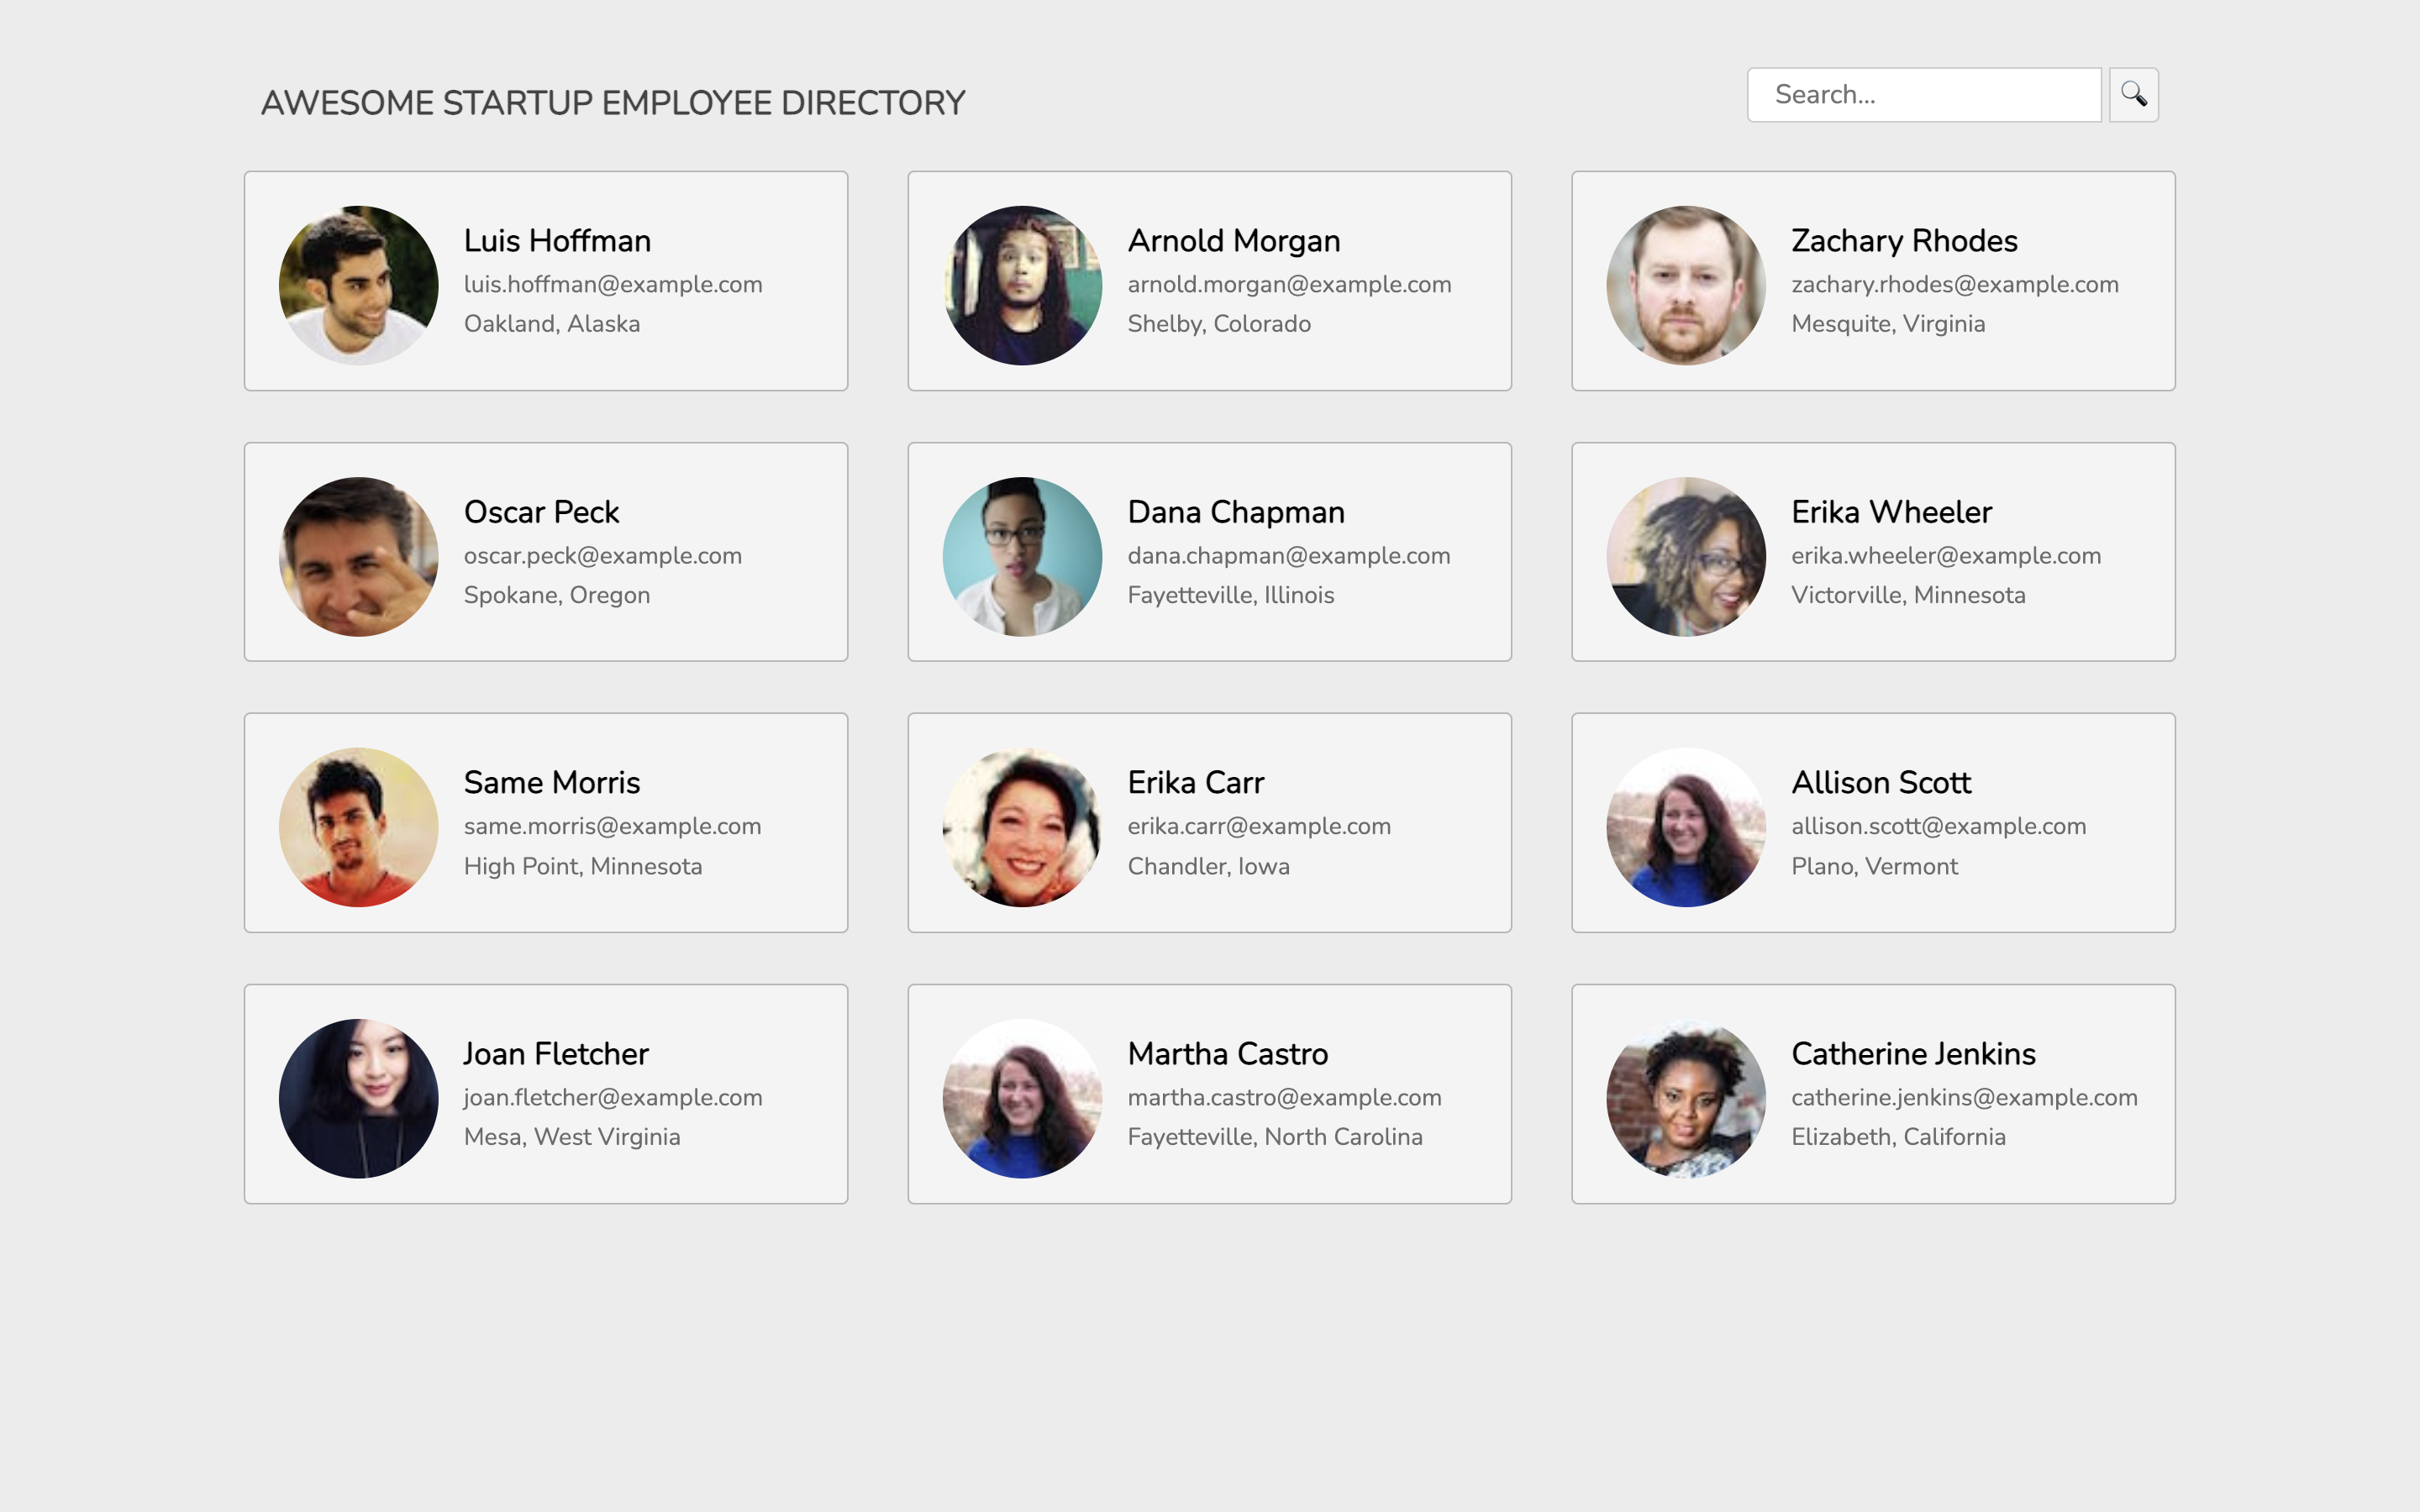 AWESOME STARTUP EMPLOYEE DIRECTORY
Search...
Luis Hoffman
luis.hoffman@example.com
Oakland, Alaska
Arnold Morgan
arnold.morgan@example.com
Shelby, Colorado
Zachary Rhodes
zachary.rhodes@example.com
Mesquite, Virginia
Oscar Peck
oscar.peck@example.com
Spokane, Oregon
Dana Chapman
dana.chapman@example.com
Fayetteville, Illinois
Erika Wheeler
erika.wheeler@example.com
Victorville, Minnesota
Same Morris
same.morris@example.com
High Point, Minnesota
Erika Carr
erika.carr@example.com
Chandler, Iowa
Allison Scott
allison.scott@example.com
Plano, Vermont
Joan Fletcher
joan.fletcher@example.com
Mesa, West Virginia
Martha Castro
martha.castro@example.com
Fayetteville, North Carolina
Catherine Jenkins
catherine.jenkins@example.com
Elizabeth, California